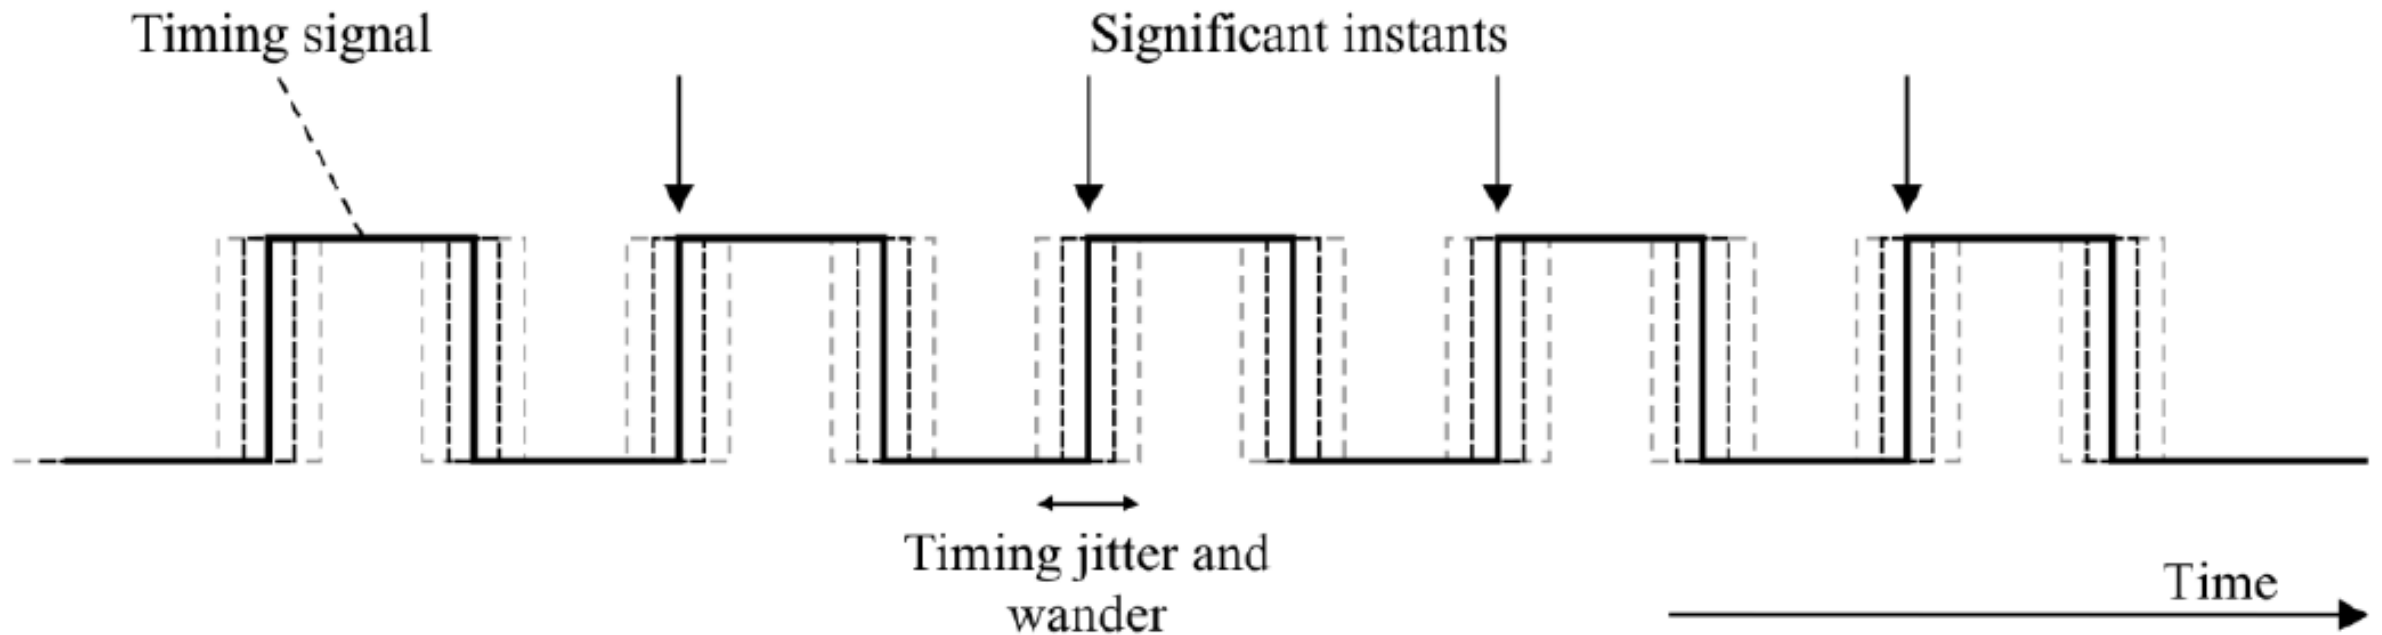 Timing signal
Significant instants
Timing jitter and
wander
Time